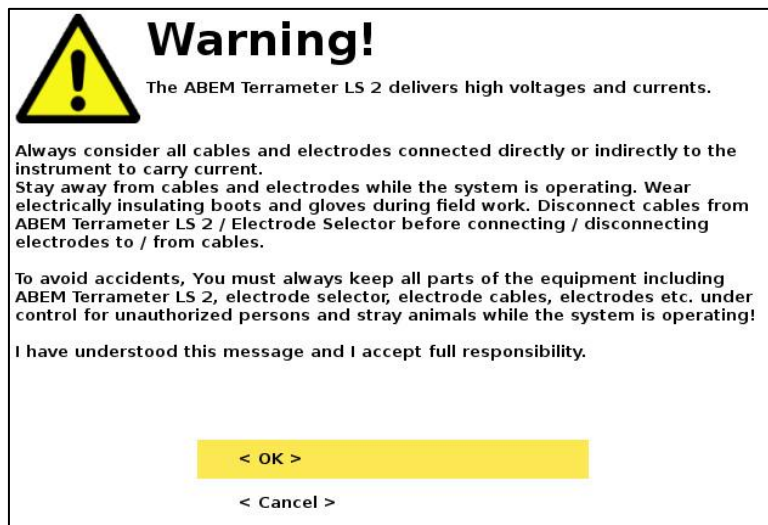 Warning!
The ABEM Terrameter LS 2 delivers high voltages and currents.
Always consider all cables and electrodes connected directly or indirectly to the
instrument to carry current.
Stay away from cables and electrodes while the system is operating. Wear
electrically insulating boots and gloves during field work. Disconnect cables from
ABEM Terrameter LS 2 / Electrode Selector before connecting / disconnecting
electrodes to / from cables.
To avoid accidents, You must always keep all parts of the equipment including
ABEM Terrameter LS 2, electrode selector, electrode cables, electrodes etc. under
control for unauthorized persons and stray animals while the system is operating!
I have understood this message and I accept full responsibility.
< OK >
< Cancel >